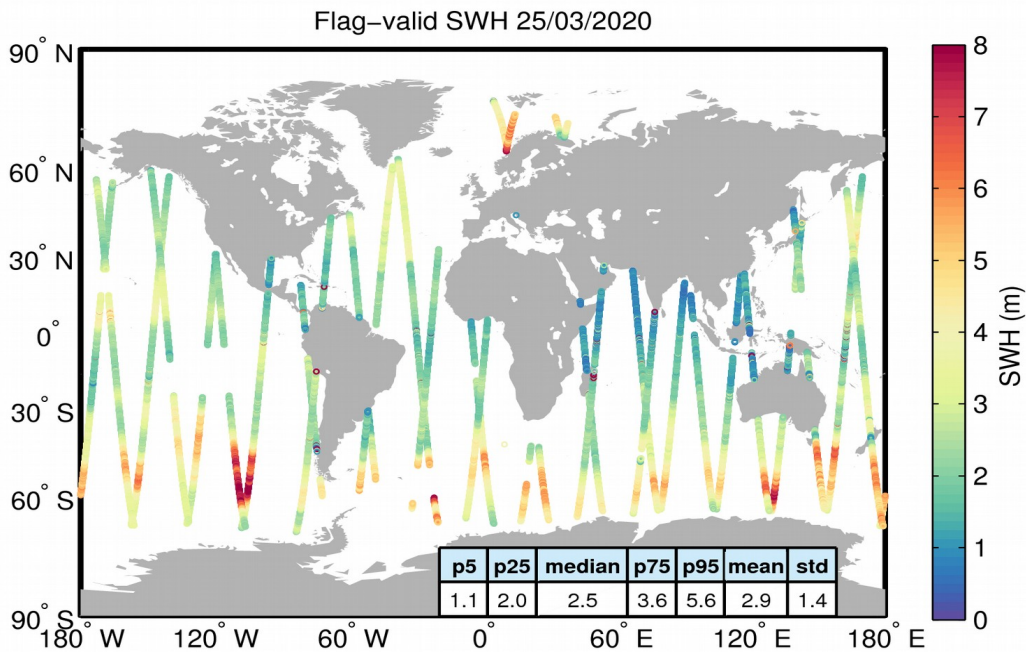 Flag–valid SWH 25/03/2020
90° N
60° N
30° N
0°
30° S
60° S
90° S
180° W
120° W
60° W
0°
60° E
120° E
180° E
p5 p25 median p75 p95 mean std
1.1 2.0 2.5 3.6 5.6 2.9 1.4
8
7
6
5
4
3
2
1
0
SWH (m)